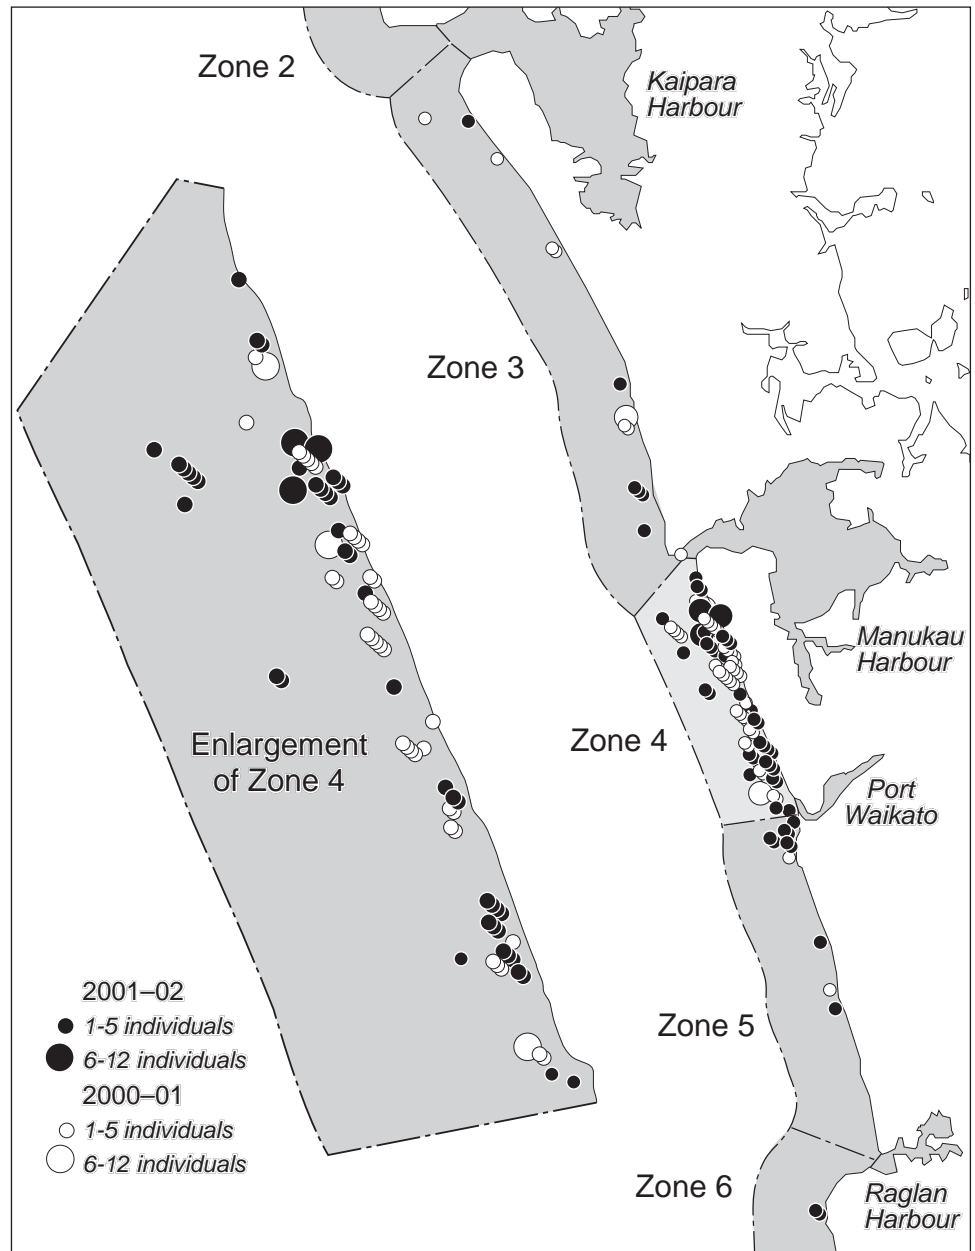 Zone 2
Kaipara
Harbour
Zone 3
Manukau
Harbour
Zone 4
Enlargement
of Zone 4
Port
Waikato
2001–02
1-5 individuals
6-12 individuals
2000–01
1-5 individuals
6-12 individuals
Zone 5
Zone 6
Raglan
Harbour